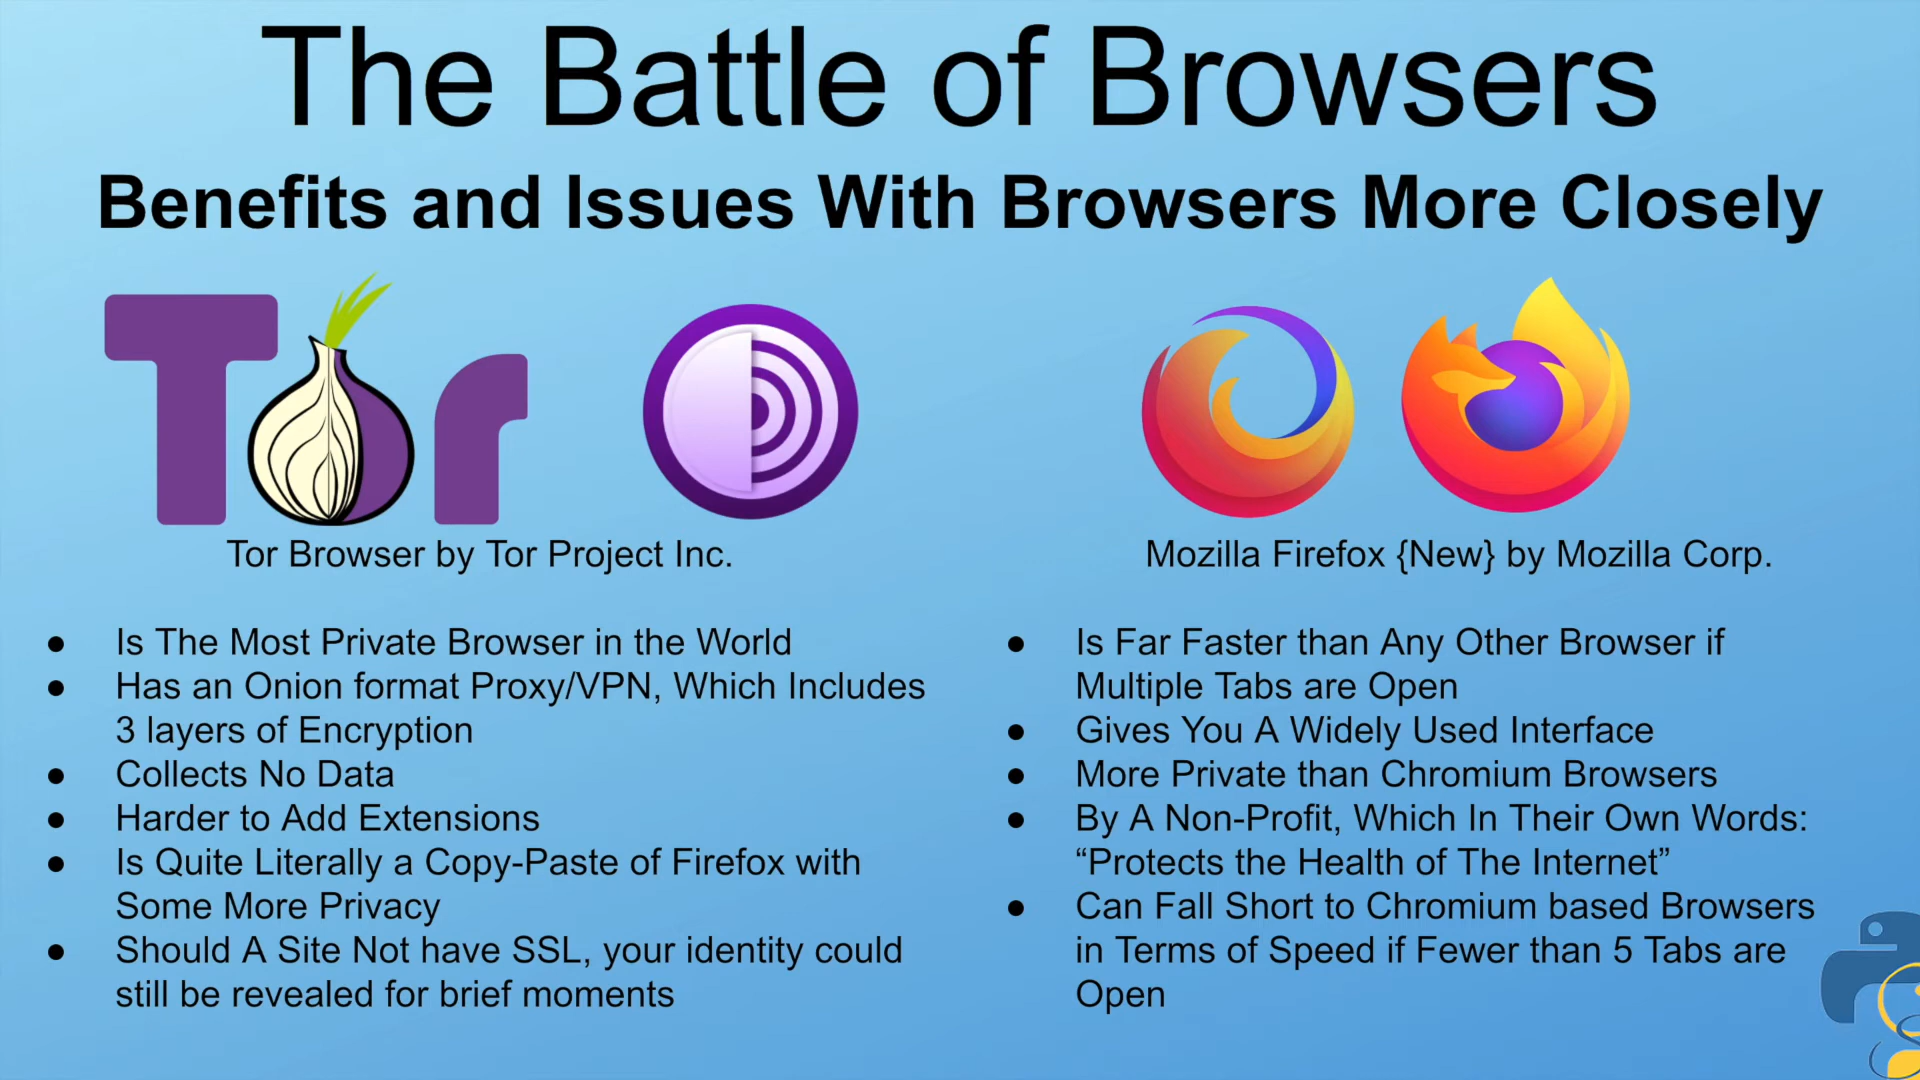 The Battle of Browsers
Benefits and Issues With Browsers More Closely
Tor
Tor Browser by Tor Project Inc.
● Is The Most Private Browser in the World
● Has an Onion format Proxy/VPN, Which Includes
3 layers of Encryption
● Collects No Data
● Harder to Add Extensions
● Is Quite Literally a Copy-Paste of Firefox with
Some More Privacy
● Should A Site Not have SSL, your identity could
still be revealed for brief moments
Mozilla Firefox {New} by Mozilla Corp.
● Is Far Faster than Any Other Browser if
Multiple Tabs are Open
● Gives You A Widely Used Interface
● More Private than Chromium Browsers
● By A Non-Profit, Which In Their Own Words:
“Protects the Health of The Internet”
● Can Fall Short to Chromium based Browsers
in Terms of Speed if Fewer than 5 Tabs are
Open